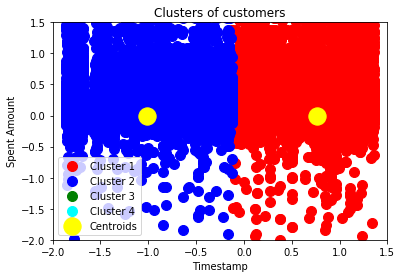 Clusters of customers
Spent Amount
1.5
1.0
0.5
0.0
−0.5
−1.0
−1.5
−2.0
Cluster 1
Cluster 2
Cluster 3
Cluster 4
Centroids
−2.0 −1.5 −1.0 −0.5 0.0 0.5 1.0 1.5
Timestamp